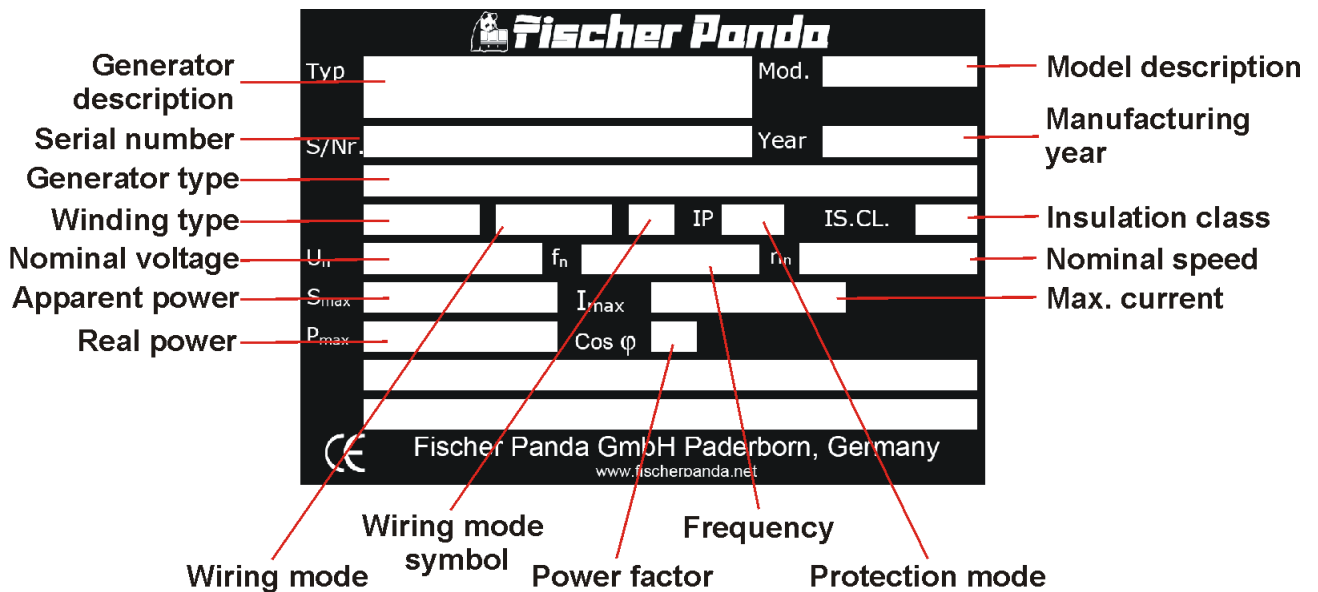 Fischer Panda
Generator
description
Typ
Mod.
Model description
Serial number
S/Nr.
Year
Manufacturing
year
Generator type
Winding type
IP
IS.CL.
Insulation class
Nominal voltage
Un
fn
nn
Nominal speed
Apparent power
Smax
Imax
Max. current
Real power
Pmax
Cos φ
CE
Fischer Panda GmbH Paderborn, Germany
www.fischerpanda.net
Wiring mode
symbol
Frequency
Wiring mode
Power factor
Protection mode